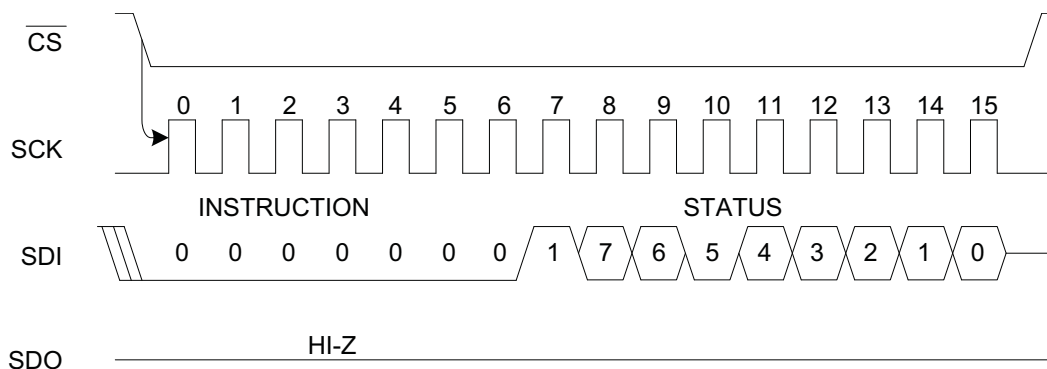 CS
0 1 2 3 4 5 6 7 8 9 10 11 12 13 14 15
SCK
INSTRUCTION STATUS
SDI 0 0 0 0 0 0 0 1 7 6 5 4 3 2 1 0
HI-Z
SDO